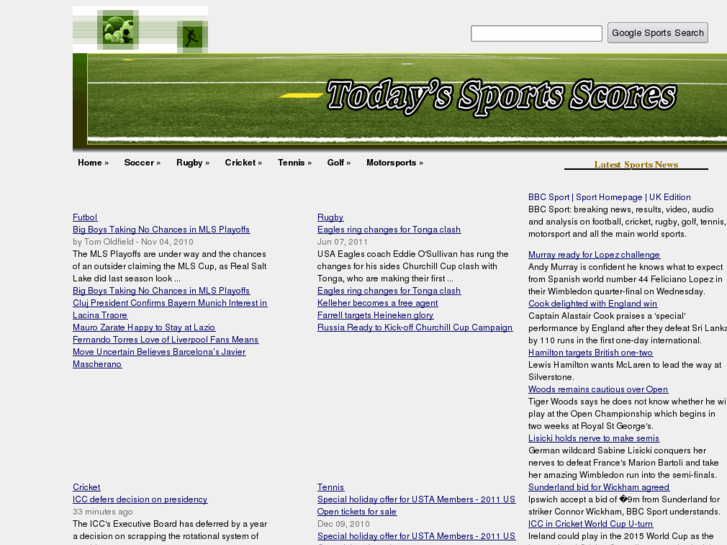 Google Sports Search
Today's Sports Scores
Home » Soccer » Rugby » Cricket » Tennis » Golf » Motorsports »
Latest Sports News
Futbol
Big Boys Taking No Chances in MLS Playoffs
by Tom Oldfield - Nov 04, 2010
The MLS Playoffs are under way and the chances
of an outsider claiming the MLS Cup, as Real Salt
Lake did last season look ...
Big Boys Taking No Chances in MLS Playoffs
Cluj President Confirms Bayern Munich Interest in
Lacina Traore
Mauro Zarate Happy to Stay at Lazio
Fernando Torres Love of Liverpool Fans Means
Move Uncertain Believes Barcelona's Javier
Mascherano
Rugby
Eagles ring changes for Tonga clash
Jun 07, 2011
USA Eagles coach Eddie O'Sullivan has rung the
changes for his sides Churchill Cup clash with
Tonga, who are making their first ...
Eagles ring changes for Tonga clash
Kelleher becomes a free agent
Farrell targets Heineken glory
Russia Ready to Kick-off Churchill Cup Campaign
BBC Sport | Sport Homepage | UK Edition
BBC Sport: breaking news, results, video, audio
and analysis on football, cricket, rugby, golf, tennis,
motorsport and all the main world sports.
Murray ready for Lopez challenge
Andy Murray is confident he knows what to expect
from Spanish world number 44 Feliciano Lopez in
their Wimbledon quarter-final on Wednesday.
Cook delighted with England win
Captain Alastair Cook praises a 'special'
performance by England after they defeat Sri Lanka
by 110 runs in the first one-day international.
Hamilton targets British one-two
Lewis Hamilton wants McLaren to lead the way at
Silverstone.
Woods remains cautious over Open
Tiger Woods says he does not know whether he wi
play at the Open Championship which begins in
two weeks at Royal St George's.
Lisicki holds nerve to make semis
German wildcard Sabine Lisicki conquers her
nerves to defeat France's Marion Bartoli and take
her amazing Wimbledon run into the semi-finals.
Sunderland bid for Wickham agreed
Ipswich accept a bid of �9m from Sunderland for
striker Connor Wickham, BBC Sport understands.
ICC in Cricket World Cup U-turn
Ireland could play in the 2015 World Cup after the
Cricket
ICC defers decision on presidency
33 minutes ago
The ICC's Executive Board has deferred by a year
a decision on scrapping the rotational system of
Tennis
Special holiday offer for USTA Members - 2011 US
Open tickets for sale
Dec 09, 2010
Special holiday offer for USTA Members - 2011 US